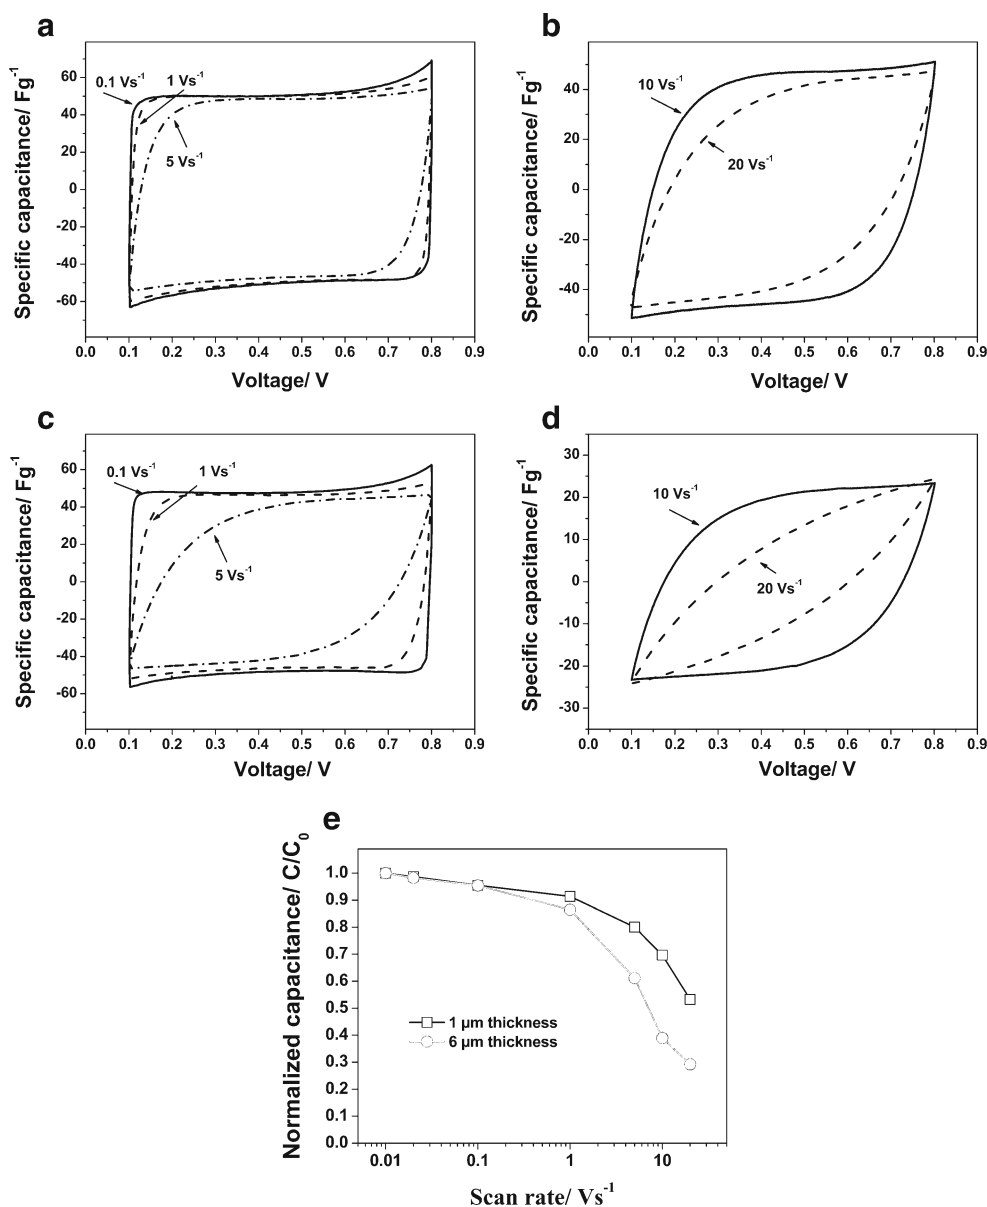 a
Specific capacitance/ Fg⁻¹
60
40
20
0
-20
-40
-60
0.1 Vs⁻¹
1 Vs⁻¹
5 Vs⁻¹
0.0 0.1 0.2 0.3 0.4 0.5 0.6 0.7 0.8 0.9
Voltage/ V
b
Specific capacitance/ Fg⁻¹
40
20
0
-20
-40
10 Vs⁻¹
20 Vs⁻¹
0.0 0.1 0.2 0.3 0.4 0.5 0.6 0.7 0.8 0.9
Voltage/ V
c
Specific capacitance/ Fg⁻¹
60
40
20
0
-20
-40
-60
0.1 Vs⁻¹
1 Vs⁻¹
5 Vs⁻¹
0.0 0.1 0.2 0.3 0.4 0.5 0.6 0.7 0.8 0.9
Voltage/ V
d
Specific capacitance/ Fg⁻¹
30
20
10
0
-10
-20
-30
10 Vs⁻¹
20 Vs⁻¹
0.0 0.1 0.2 0.3 0.4 0.5 0.6 0.7 0.8 0.9
Voltage/ V
e
Normalized capacitance/ C/C₀
1.0
0.9
0.8
0.7
0.6
0.5
0.4
0.3
0.2
0.1
0.0
1 µm thickness
6 µm thickness
0.01 0.1 1 10
Scan rate/ Vs⁻¹